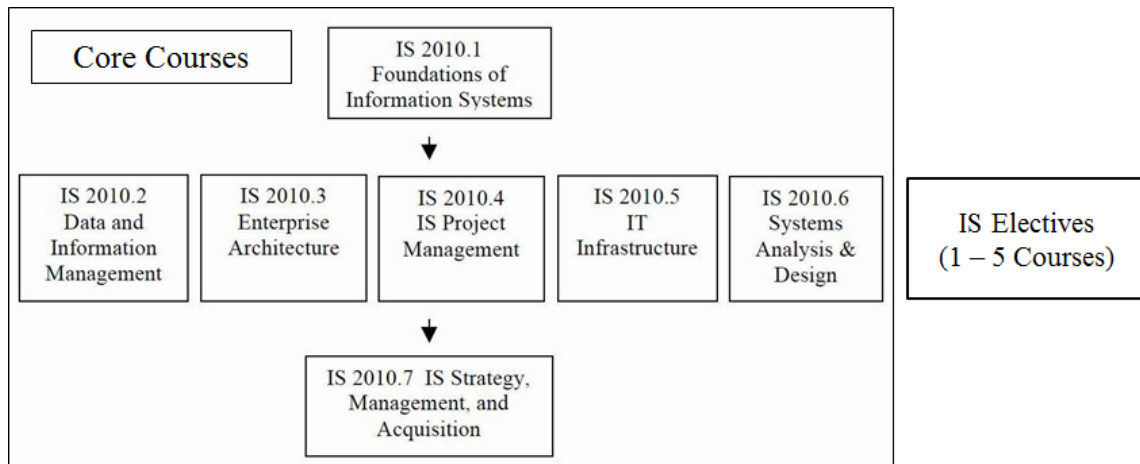 Core Courses
IS 2010.1
Foundations of
Information Systems
IS 2010.2
Data and
Information
Management
IS 2010.3
Enterprise
Architecture
IS 2010.4
IS Project
Management
IS 2010.5
IT
Infrastructure
IS 2010.6
Systems
Analysis &
Design
IS Electives
(1 – 5 Courses)
IS 2010.7 IS Strategy,
Management, and
Acquisition